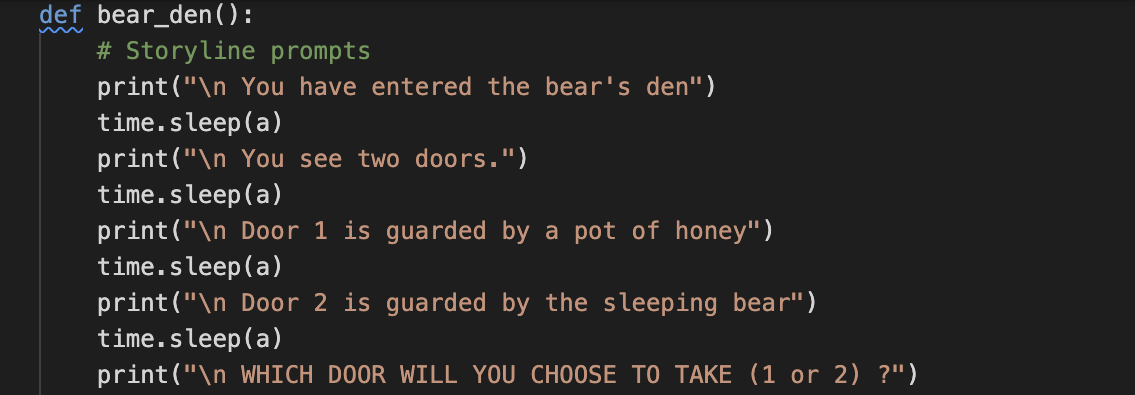 def bear_den():
# Storyline prompts
print("\n You have entered the bear's den")
time.sleep(a)
print("\n You see two doors.")
time.sleep(a)
print("\n Door 1 is guarded by a pot of honey")
time.sleep(a)
print("\n Door 2 is guarded by the sleeping bear")
time.sleep(a)
print("\n WHICH DOOR WILL YOU CHOOSE TO TAKE (1 or 2) ?")